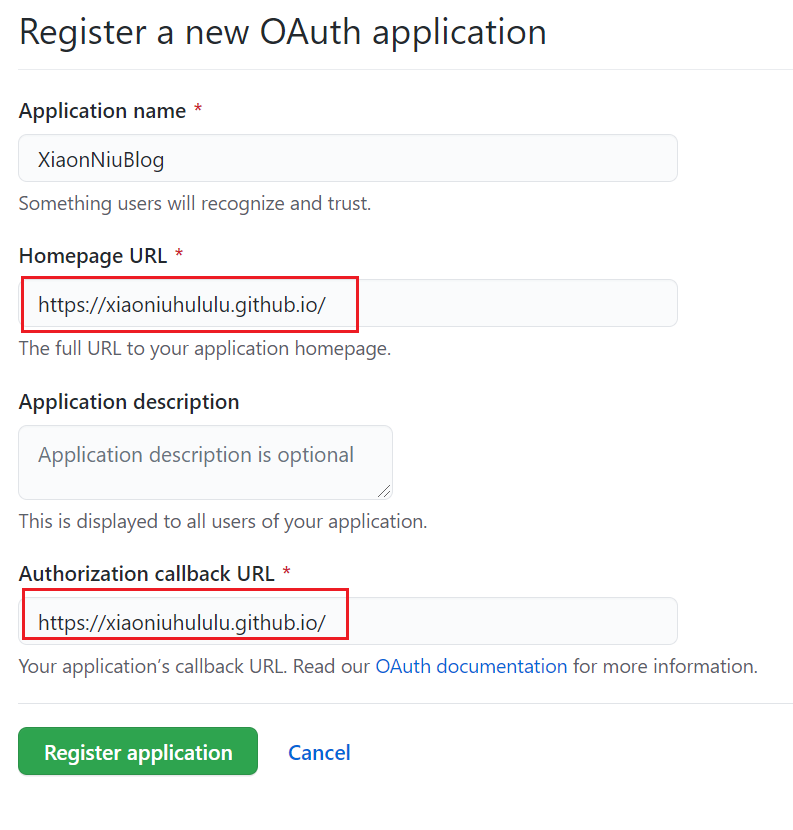 Register a new OAuth application
Application name *
XiaonNiuBlog
Something users will recognize and trust.
Homepage URL *
https://xiaoniuhululu.github.io/
The full URL to your application homepage.
Application description
Application description is optional
This is displayed to all users of your application.
Authorization callback URL *
https://xiaoniuhululu.github.io/
Your application’s callback URL. Read our OAuth documentation for more information.
Register application Cancel